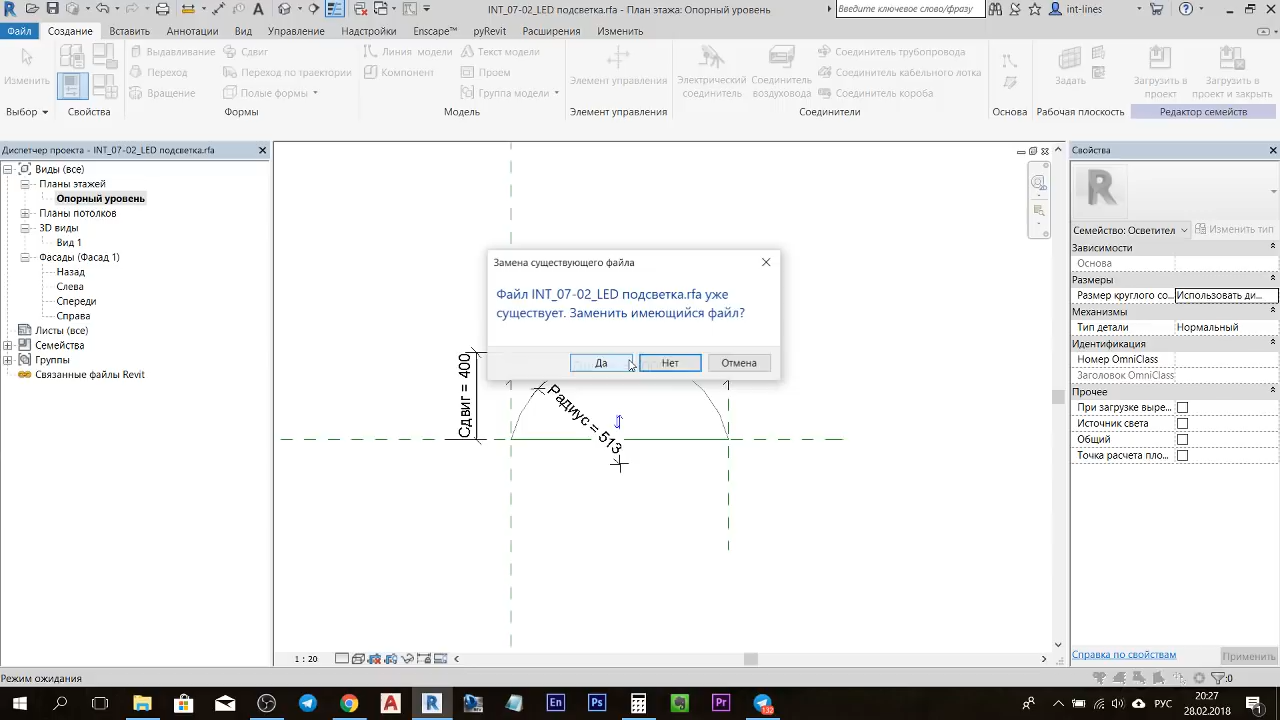 INT_07-02_LED подсветка.rfa - План этажа: Опорный уровень
Введите ключевое слово/фразу
int-lines
Файл
Создание
Вставить
Аннотации
Вид
Управление
Надстройки
Enscape™
pyRevit
Расширения
Изменить
Изменить
Выдавливание
Сдвиг
Переход
Переход по траектории
Вращение
Полые формы
Линия модели
Компонент
Текст модели
Проем
Группа модели
Элемент управления
Электрический соединитель
Соединитель воздуховода
Соединитель трубопровода
Соединитель кабельного лотка
Соединитель короба
Задать
Загрузить в проект
Загрузить в проект и закрыть
Выбор
Свойства
Формы
Модель
Элемент управления
Соединители
Основа
Рабочая плоскость
Редактор семейств
Диспетчер проекта - INT_07-02_LED подсветка.rfa
Виды (все)
Планы этажей
Опорный уровень
Планы потолков
3D виды
Вид 1
Фасады (Фасад 1)
Назад
Слева
Спереди
Справа
Листы (все)
Семейства
Группы
Связанные файлы Revit
Замена существующего файла
Файл INT_07-02_LED подсветка.rfa уже
существует. Заменить имеющийся файл?
Да
Нет
Отмена
Сдвиг = 400
Радиус = 513
Свойства
Семейство: Осветител
Изменить тип
Зависимости
Основа
Размеры
Размер круглого со...
Использовать ди...
Механизмы
Тип детали
Нормальный
Идентификация
Номер OmniClass
Заголовок OmniClass
Прочее
При загрузке выре...
Источник света
Общий
Точка расчета пло...
Справка по свойствам
Применить
1 : 20
Режим ожидания
:0
En
Ps
Pr
132
РУС
20:27
28.02.2018
1